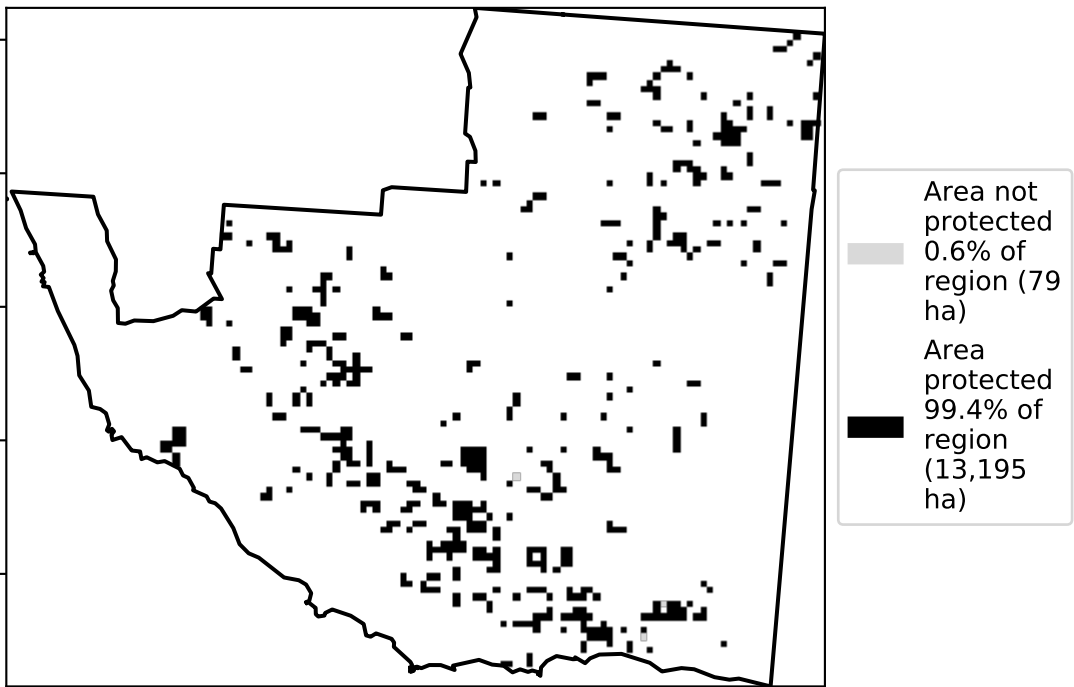 Area not
protected
0.6% of
region (79
ha)
Area
protected
99.4% of
region
(13,195
ha)